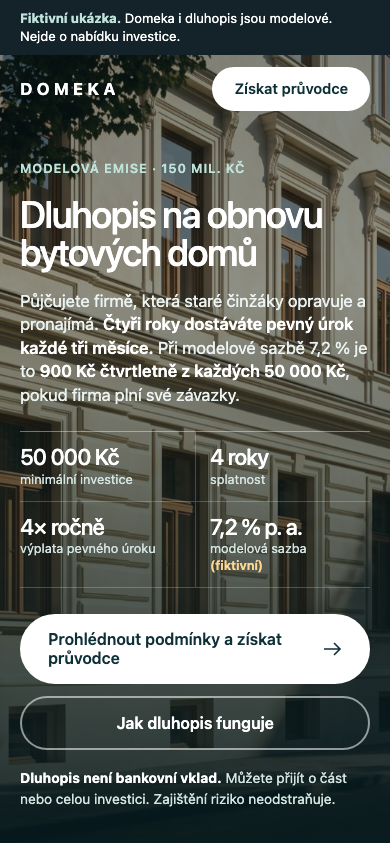 Fiktivní ukázka. Domeka i dluhopis jsou modelové.
Nejde o nabídku investice.
DOMEKA
Získat průvodce
MODELOVÁ EMISE · 150 MIL. KČ
Dluhopis na obnovu
bytových domů
Půjčujete firmě, která staré činžáky opravuje a
pronajímá. Čtyři roky dostáváte pevný úrok
každé tři měsíce. Při modelové sazbě 7,2 % je
to 900 Kč čtvrtletně z každých 50 000 Kč,
pokud firma plní své závazky.
50 000 Kč
minimální investice
4 roky
splatnost
4× ročně
výplata pevného úroku
7,2 % p. a.
modelová sazba
(fiktivní)
Prohlédnout podmínky a získat
průvodce →
Jak dluhopis funguje
Dluhopis není bankovní vklad. Můžete přijít o část
nebo celou investici. Zajištění riziko neodstraňuje.